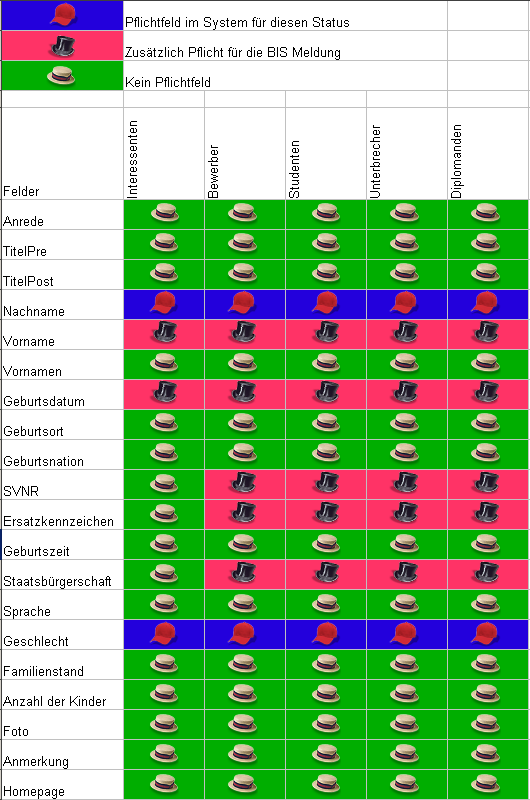 Pflichtfeld im System für diesen Status
Zusätzlich Pflicht für die BIS Meldung
Kein Pflichtfeld
Felder Interessenten Bewerber Studenten Unterbrecher Diplomanden
Anrede
TitelPre
TitelPost
Nachname
Vorname
Vornamen
Geburtsdatum
Geburtsort
Geburtsnation
SVNR
Ersatzkennzeichen
Geburtszeit
Staatsbürgerschaft
Sprache
Geschlecht
Familienstand
Anzahl der Kinder
Foto
Anmerkung
Homepage